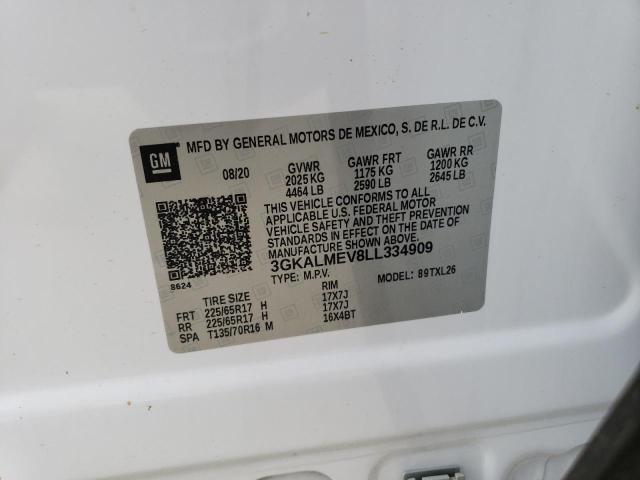 MFD BY GENERAL MOTORS DE MEXICO, S. DE R.L. DE C.V.
GM
08/20 GVWR GAWR FRT GAWR RR
2025 KG 1175 KG 1200 KG
4464 LB 2590 LB 2645 LB
THIS VEHICLE CONFORMS TO ALL
APPLICABLE U.S. FEDERAL MOTOR
VEHICLE SAFETY AND THEFT PREVENTION
STANDARDS IN EFFECT ON THE DATE OF
MANUFACTURE SHOWN ABOVE.
3GKALMEV8LL334909
TYPE: M.P.V. MODEL: 89TXL26
8624
TIRE SIZE RIM
FRT 225/65R17 H 17X7J
RR 225/65R17 H 17X7J
SPA T135/70R16 M 16X4BT